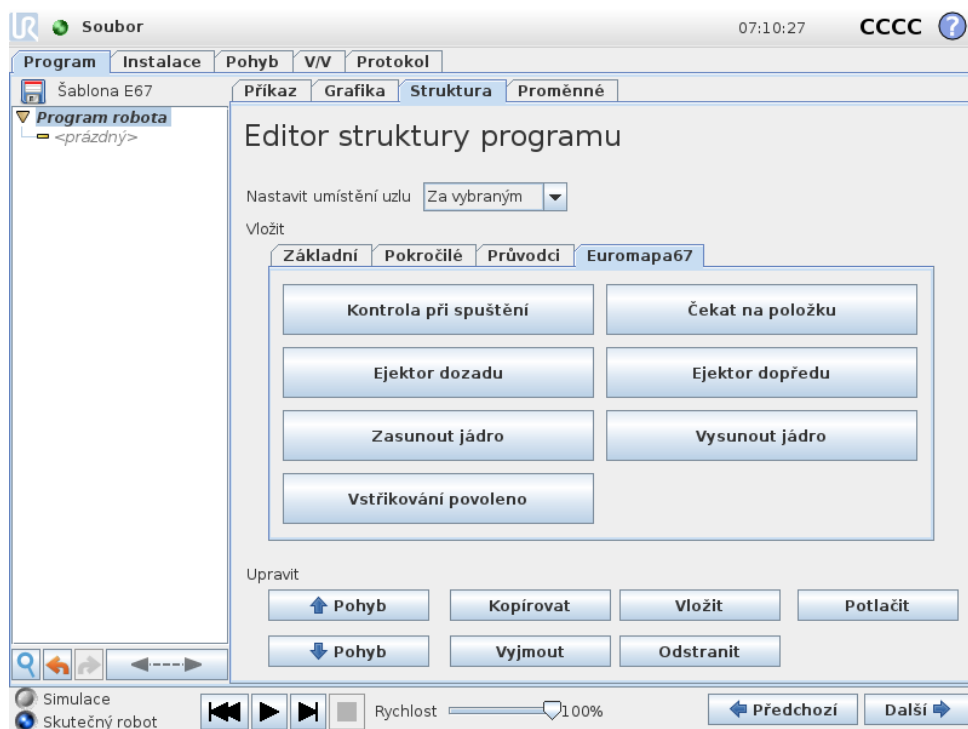 Soubor 07:10:27 CCCC ?
Program Instalace Pohyb V/V Protokol
Šablona E67 Příkaz Grafika Struktura Proměnné
Program robota
<prázdný>
Editor struktury programu
Nastavit umístění uzlu Za vybraným
Vložit
Základní Pokročilé Průvodci Euromapa67
Kontrola při spuštění Čekat na položku
Ejektor dozadu Ejektor dopředu
Zasunout jádro Vysunout jádro
Vstřikování povoleno
Upravit
Pohyb Kopírovat Vložit Potlačit
Pohyb Vyjmout Odstranit
Simulace
Skutečný robot
Rychlost 100% Předchozí Další